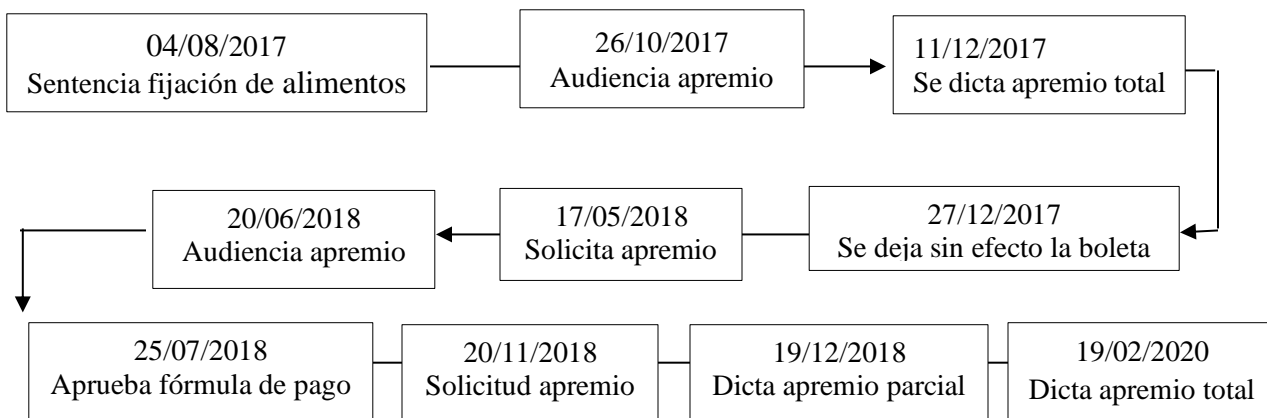 04/08/2017
Sentencia fijación de alimentos
26/10/2017
Audiencia apremio
11/12/2017
Se dicta apremio total
27/12/2017
Se deja sin efecto la boleta
17/05/2018
Solicita apremio
20/06/2018
Audiencia apremio
25/07/2018
Aprueba fórmula de pago
20/11/2018
Solicitud apremio
19/12/2018
Dicta apremio parcial
19/02/2020
Dicta apremio total